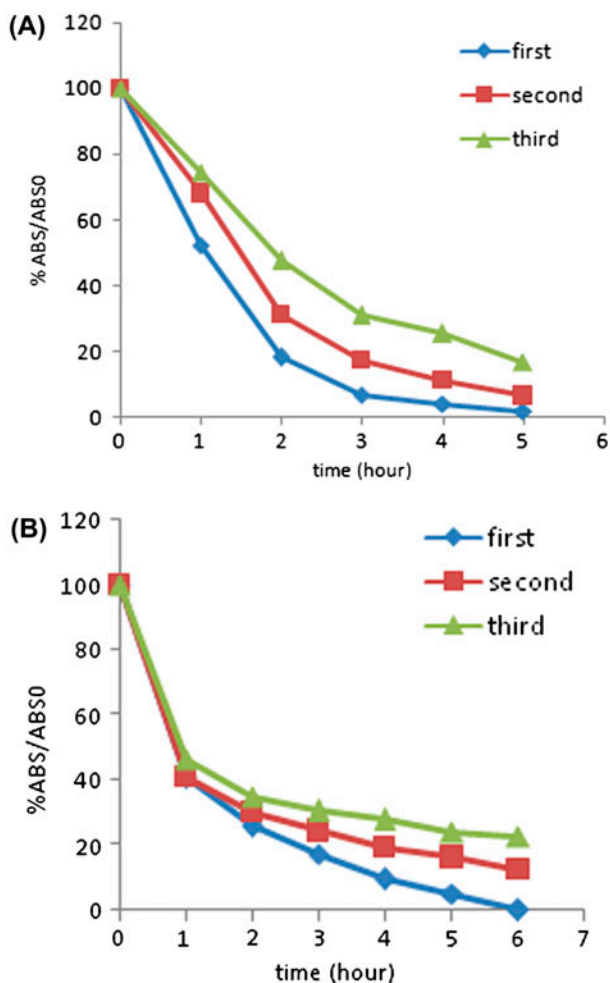 (A)
120
100
80
60
40
20
0
% ABS/ABS0
0 1 2 3 4 5 6
time (hour)
first
second
third
(B)
120
100
80
60
40
20
0
%ABS/ABS0
0 1 2 3 4 5 6 7
time (hour)
first
second
third